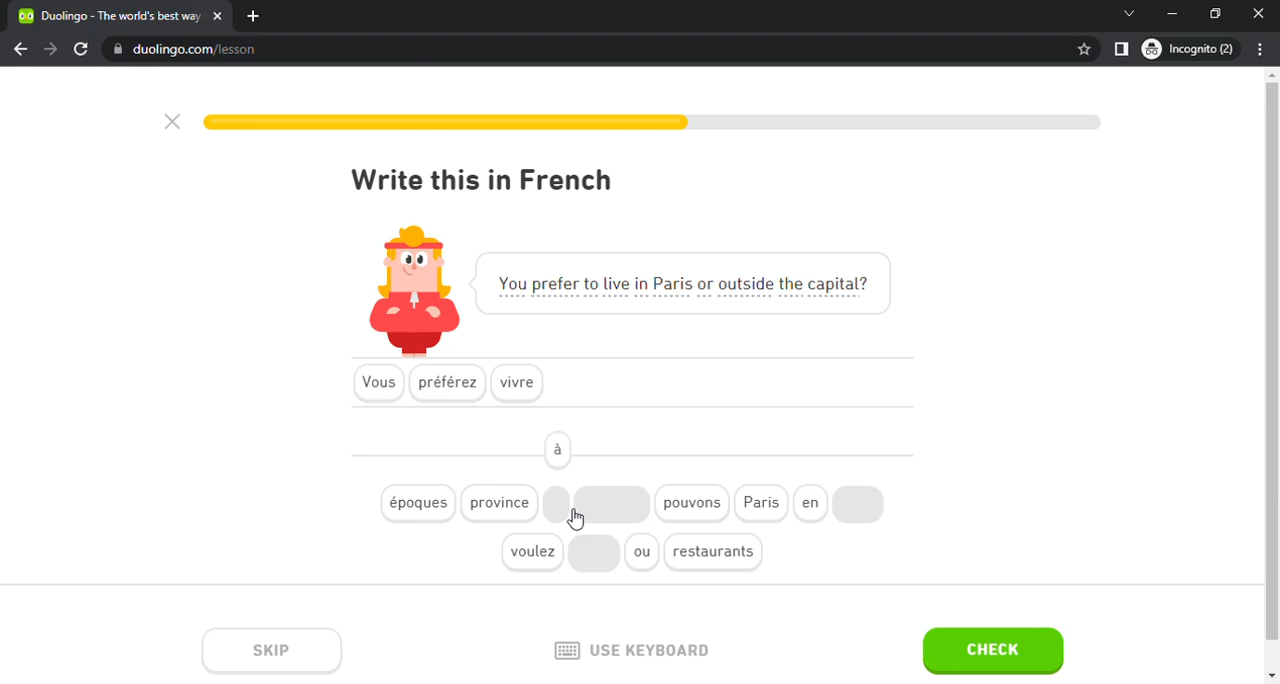 Duolingo - The world's best way
duolingo.com/lesson
Incognito (2)
Write this in French
You prefer to live in Paris or outside the capital?
Vous préférez vivre
à
époques province pouvons Paris en
voulez ou restaurants
SKIP USE KEYBOARD CHECK